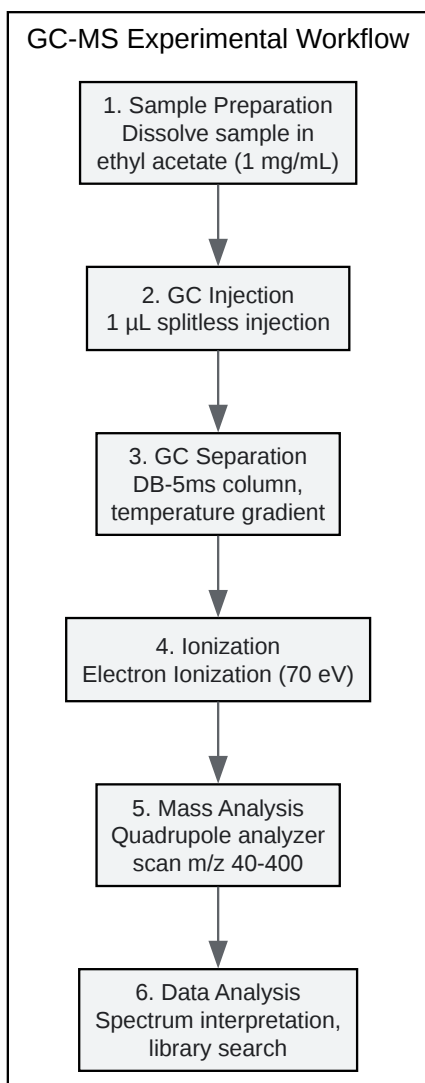 GC-MS Experimental Workflow
1. Sample Preparation
Dissolve sample in
ethyl acetate (1 mg/mL)
2. GC Injection
1 µL splitless injection
3. GC Separation
DB-5ms column,
temperature gradient
4. Ionization
Electron Ionization (70 eV)
5. Mass Analysis
Quadrupole analyzer
scan m/z 40-400
6. Data Analysis
Spectrum interpretation,
library search